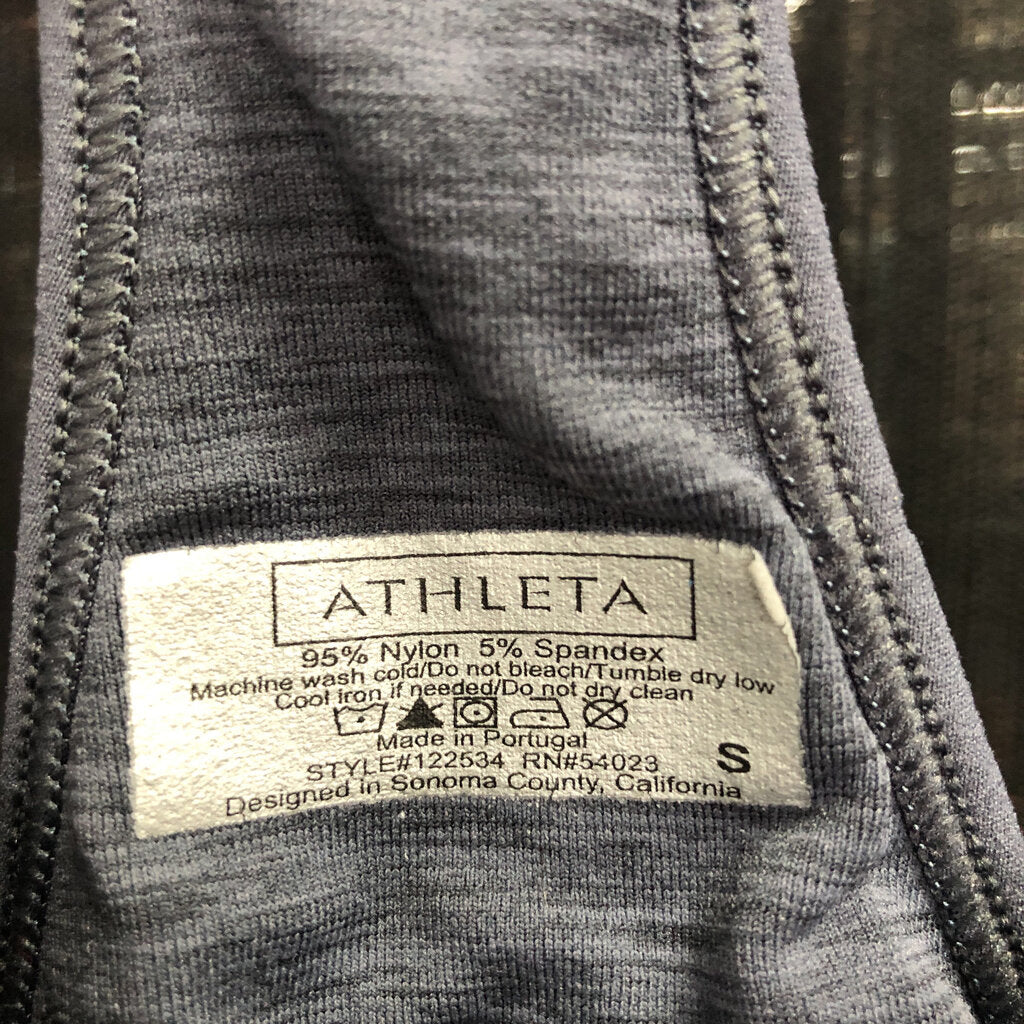 ATHLETA
95% Nylon 5% Spandex
Machine wash cold/Do not bleach/Tumble dry low
Cool iron if needed/Do not dry clean
Made in Portugal
STYLE#122534 RN#54023 S
Designed in Sonoma County, California